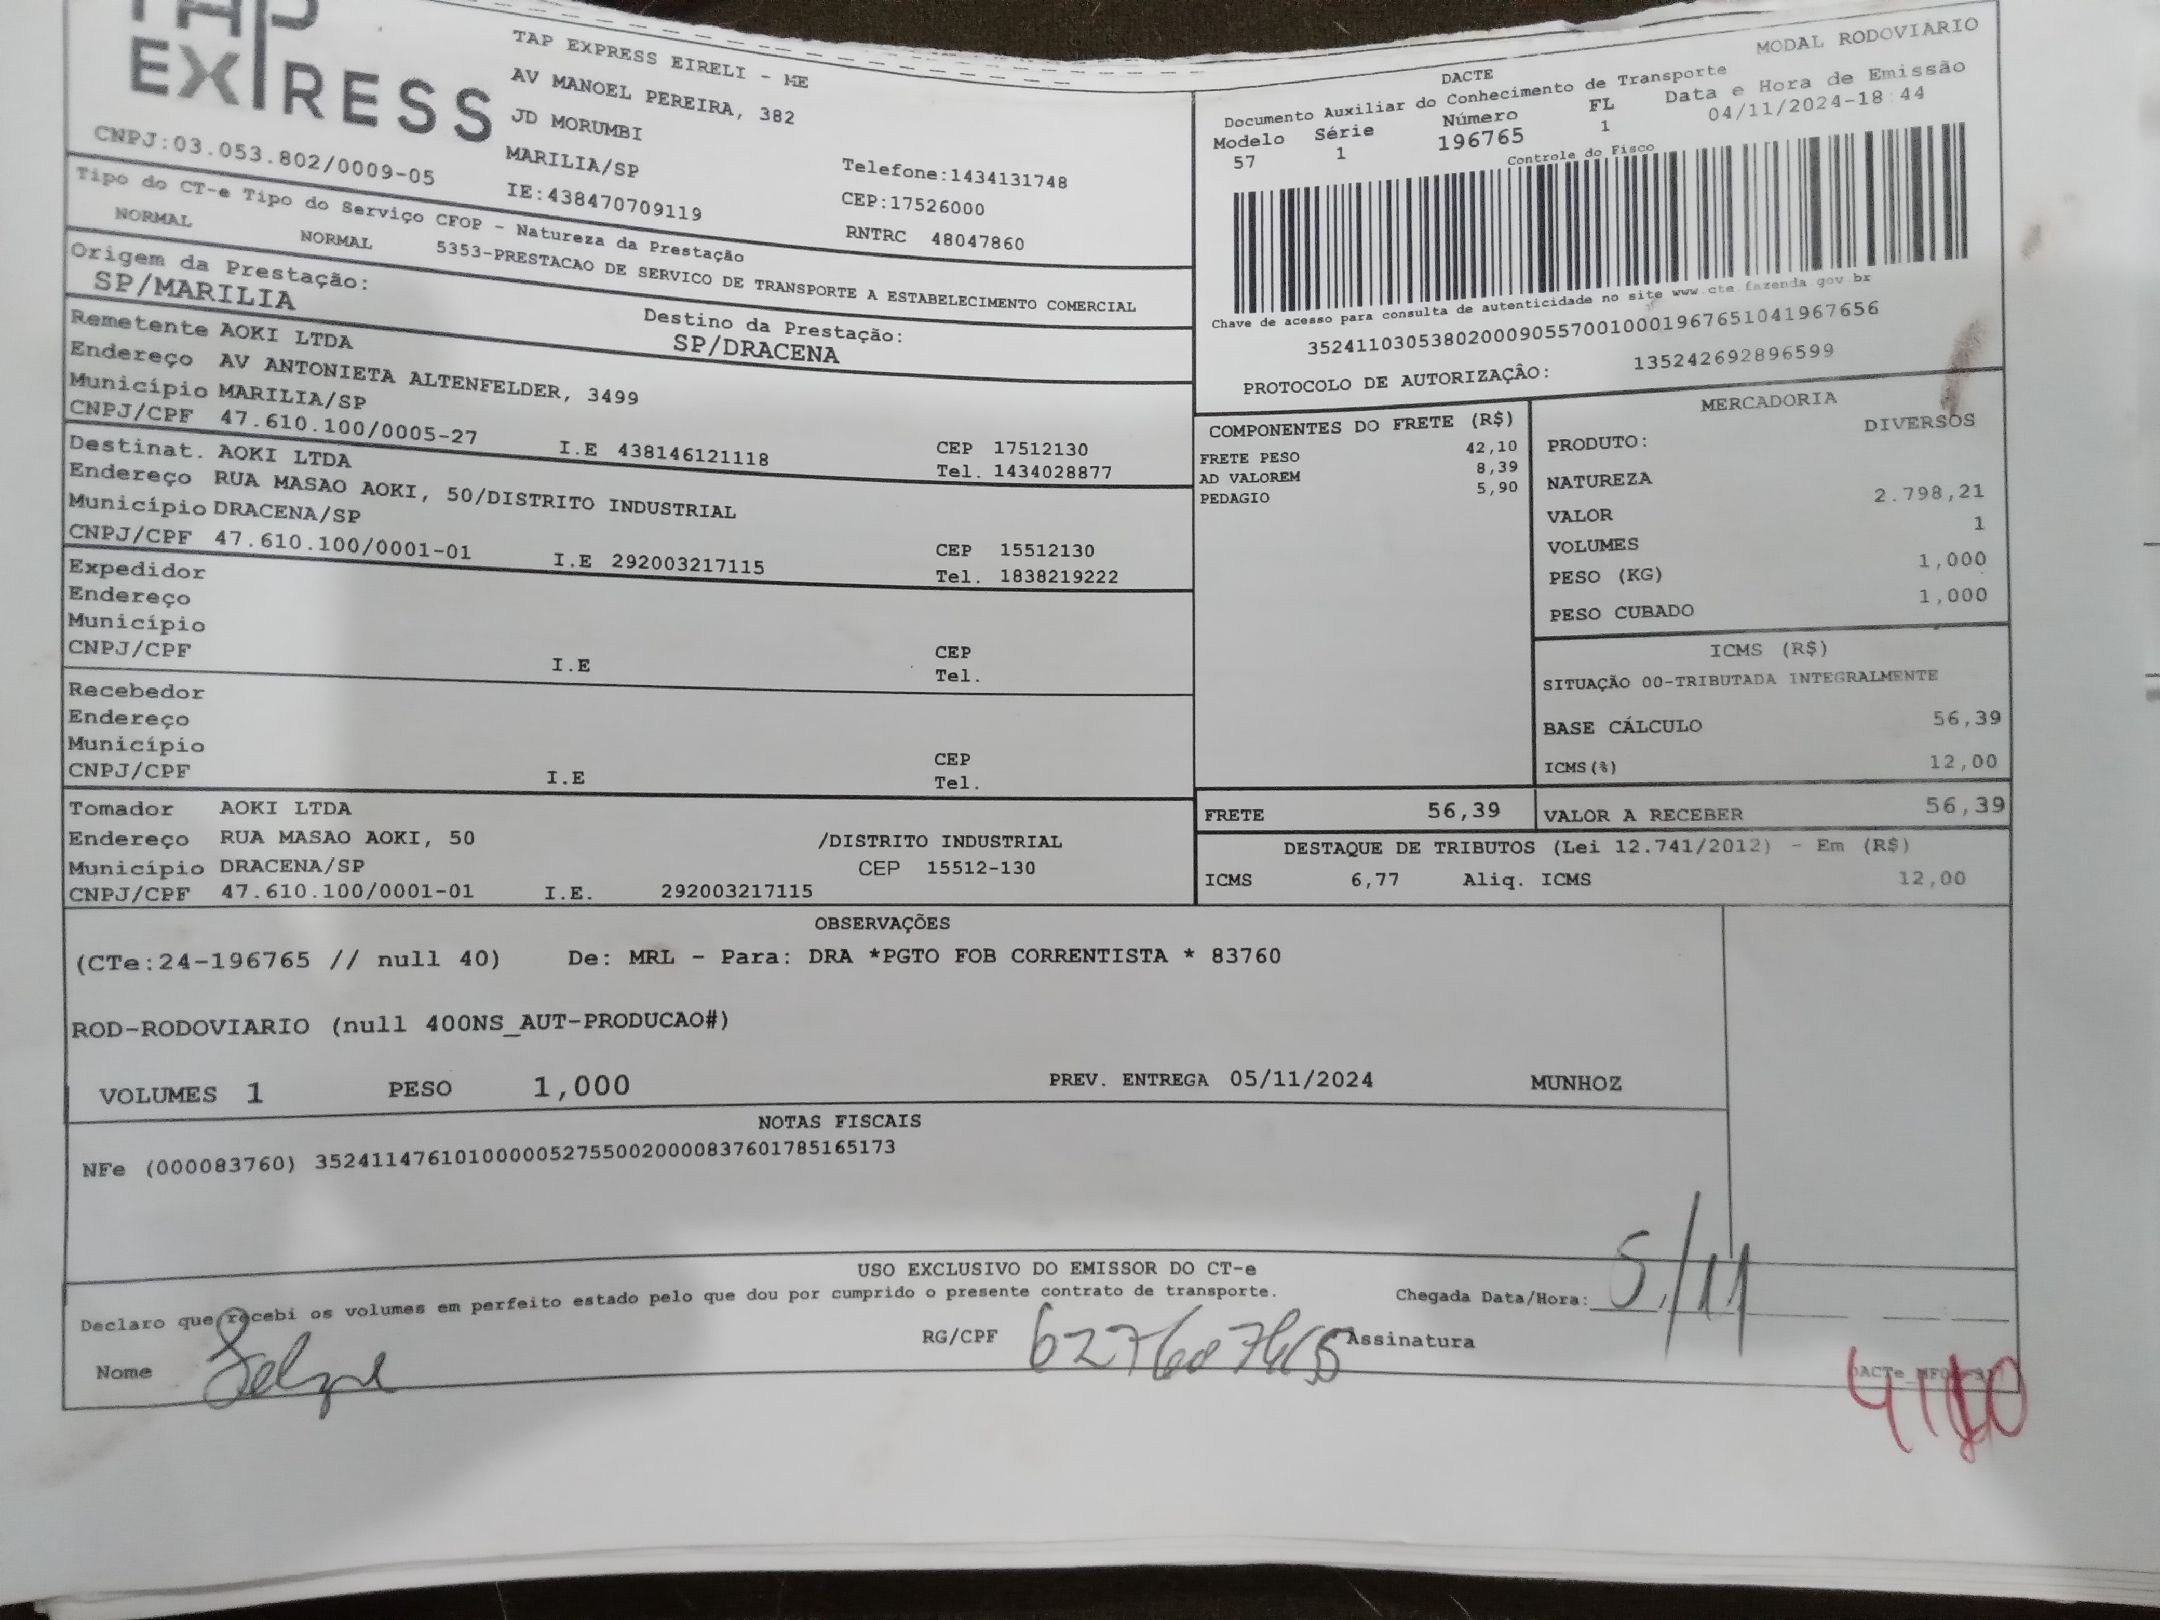 TAP
EXPRESS
CNPJ:03.053.802/0009-05
TAP EXPRESS EIRELI - ME
AV MANOEL PEREIRA, 382
JD MORUMBI
MARILIA/SP
IE:438470709119
Telefone:1434131748
CEP:17526000
RNTRC 48047860
Tipo do CT-e Tipo do Serviço CFOP - Natureza da Prestação
NORMAL NORMAL 5353-PRESTACAO DE SERVICO DE TRANSPORTE A ESTABELECIMENTO COMERCIAL
Origem da Prestação:
SP/MARILIA
Destino da Prestação:
SP/DRACENA
MODAL RODOVIARIO
DACTE
Documento Auxiliar do Conhecimento de Transporte
Modelo Série Número FL Data e Hora de Emissão
57 1 196765 1 04/11/2024-18:44
Controle do Fisco
Chave de acesso para consulta de autenticidade no site www.cte.fazenda.gov.br
35241103053802000905570010001967651041967656
PROTOCOLO DE AUTORIZAÇÃO: 135242692896599
Remetente AOKI LTDA
Endereço AV ANTONIETA ALTENFELDER, 3499
Município MARILIA/SP
CNPJ/CPF 47.610.100/0005-27 I.E 438146121118
CEP 17512130
Tel. 1434028877
Destinat. AOKI LTDA
Endereço RUA MASAO AOKI, 50/DISTRITO INDUSTRIAL
Município DRACENA/SP
CNPJ/CPF 47.610.100/0001-01 I.E 292003217115
CEP 15512130
Tel. 1838219222
Expedidor
Endereço
Município
CNPJ/CPF I.E
CEP
Tel.
Recebedor
Endereço
Município
CNPJ/CPF I.E
CEP
Tel.
Tomador AOKI LTDA
Endereço RUA MASAO AOKI, 50 /DISTRITO INDUSTRIAL
Município DRACENA/SP CEP 15512-130
CNPJ/CPF 47.610.100/0001-01 I.E. 292003217115
COMPONENTES DO FRETE (R$)
FRETE PESO 42,10
AD VALOREM 8,39
PEDAGIO 5,90
MERCADORIA
PRODUTO: DIVERSOS
NATUREZA
VALOR 2.798,21
VOLUMES 1
PESO (KG) 1,000
PESO CUBADO 1,000
ICMS (R$)
SITUAÇÃO 00-TRIBUTADA INTEGRALMENTE
BASE CÁLCULO 56,39
ICMS(%) 12,00
FRETE 56,39 VALOR A RECEBER 56,39
DESTAQUE DE TRIBUTOS (Lei 12.741/2012) - Em (R$)
ICMS 6,77 Aliq. ICMS 12,00
OBSERVAÇÕES
(CTe:24-196765 // null 40) De: MRL - Para: DRA *PGTO FOB CORRENTISTA * 83760
ROD-RODOVIARIO (null 400NS_AUT-PRODUCAO#)
VOLUMES 1 PESO 1,000 PREV. ENTREGA 05/11/2024 MUNHOZ
NOTAS FISCAIS
NFe (000083760) 35241147610100000527550020000837601785165173
USO EXCLUSIVO DO EMISSOR DO CT-e
Declaro que recebi os volumes em perfeito estado pelo que dou por cumprido o presente contrato de transporte.
Chegada Data/Hora: 5/11
Nome Felipe
RG/CPF
Assinatura